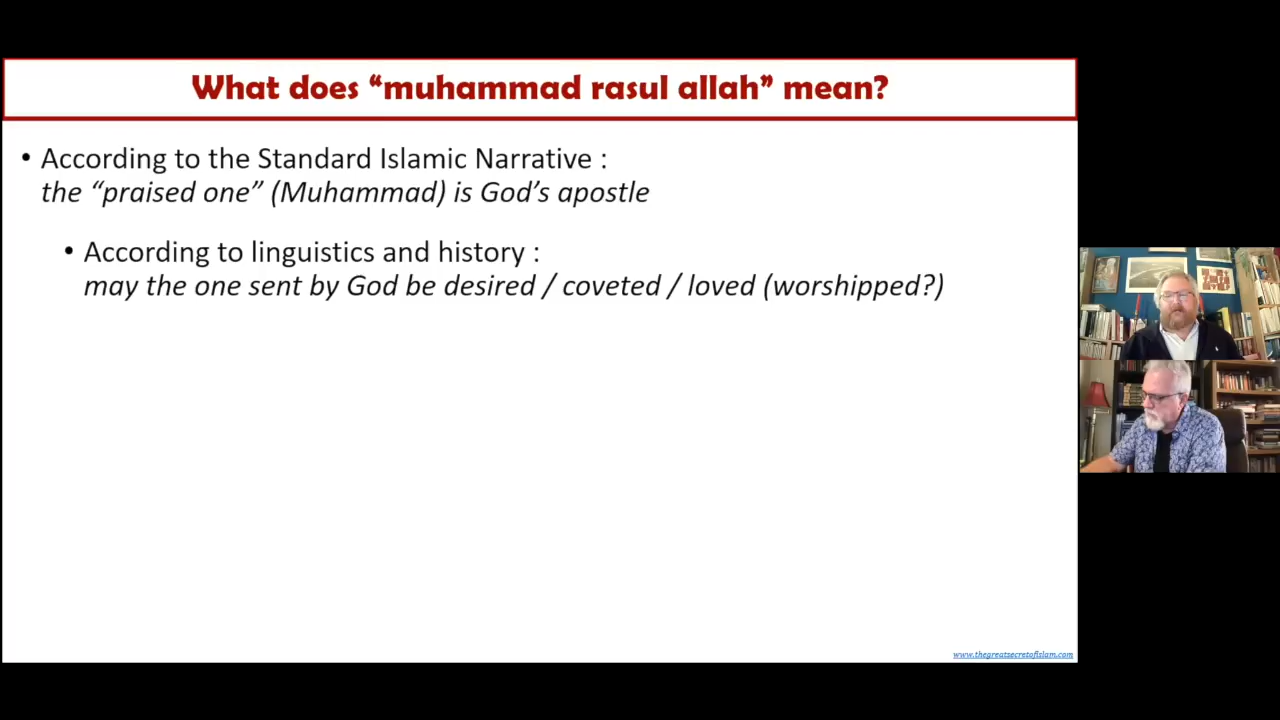 What does “muhammad rasul allah” mean?
• According to the Standard Islamic Narrative :
the “praised one” (Muhammad) is God’s apostle
• According to linguistics and history :
may the one sent by God be desired / coveted / loved (worshipped?)
www.thegreatsecretofislam.com